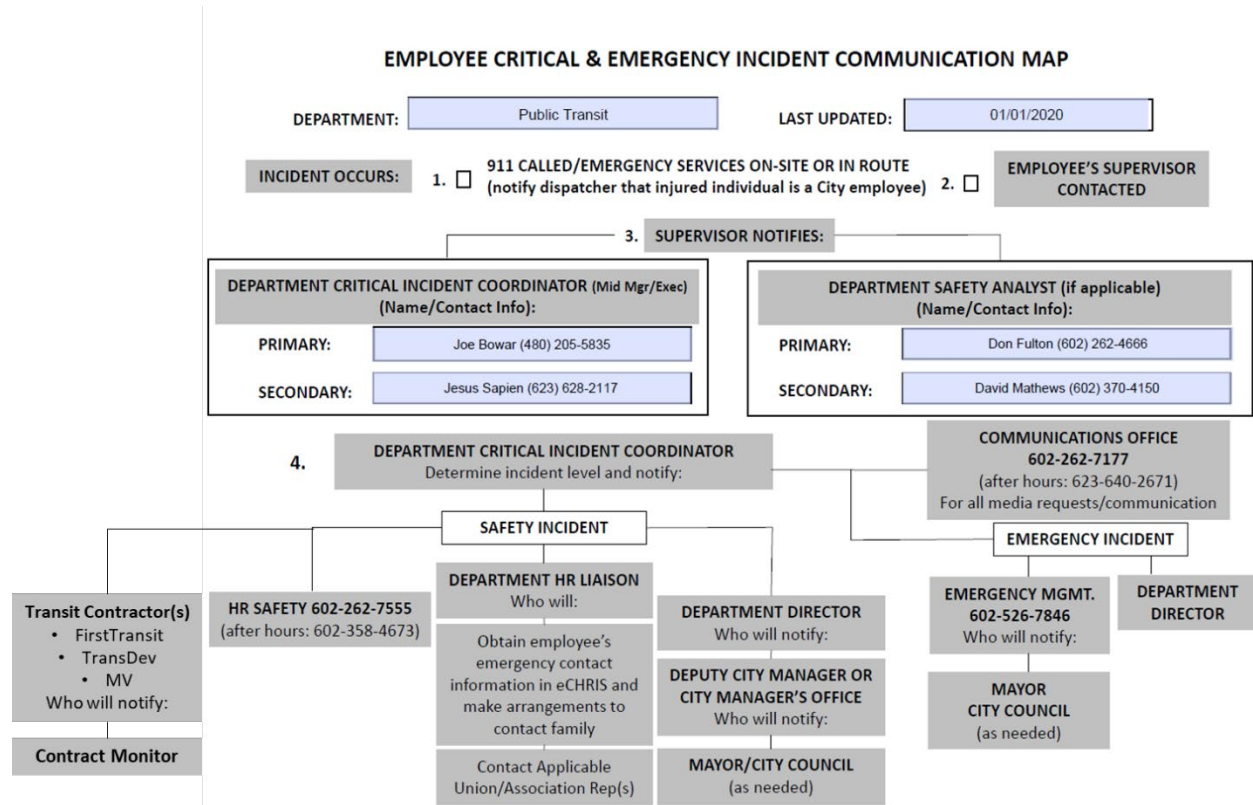 EMPLOYEE CRITICAL & EMERGENCY INCIDENT COMMUNICATION MAP
DEPARTMENT: Public Transit LAST UPDATED: 01/01/2020
INCIDENT OCCURS:
1. ☐ 911 CALLED/EMERGENCY SERVICES ON-SITE OR IN ROUTE
(notify dispatcher that injured individual is a City employee)
2. ☐ EMPLOYEE'S SUPERVISOR
CONTACTED
3. SUPERVISOR NOTIFIES:
DEPARTMENT CRITICAL INCIDENT COORDINATOR (Mid Mgr/Exec)
(Name/Contact Info):
PRIMARY: Joe Bowar (480) 205-5835
SECONDARY: Jesus Sapien (623) 628-2117
DEPARTMENT SAFETY ANALYST (if applicable)
(Name/Contact Info):
PRIMARY: Don Fulton (602) 262-4666
SECONDARY: David Mathews (602) 370-4150
4. DEPARTMENT CRITICAL INCIDENT COORDINATOR
Determine incident level and notify:
COMMUNICATIONS OFFICE
602-262-7177
(after hours: 623-640-2671)
For all media requests/communication
SAFETY INCIDENT
Transit Contractor(s)
• FirstTransit
• TransDev
• MV
Who will notify:
Contract Monitor
HR SAFETY 602-262-7555
(after hours: 602-358-4673)
DEPARTMENT HR LIAISON
Who will:
Obtain employee's
emergency contact
information in eCHRIS and
make arrangements to
contact family
Contact Applicable
Union/Association Rep(s)
DEPARTMENT DIRECTOR
Who will notify:
DEPUTY CITY MANAGER OR
CITY MANAGER'S OFFICE
Who will notify:
MAYOR/CITY COUNCIL
(as needed)
EMERGENCY INCIDENT
EMERGENCY MGMT.
602-526-7846
Who will notify:
MAYOR
CITY COUNCIL
(as needed)
DEPARTMENT
DIRECTOR